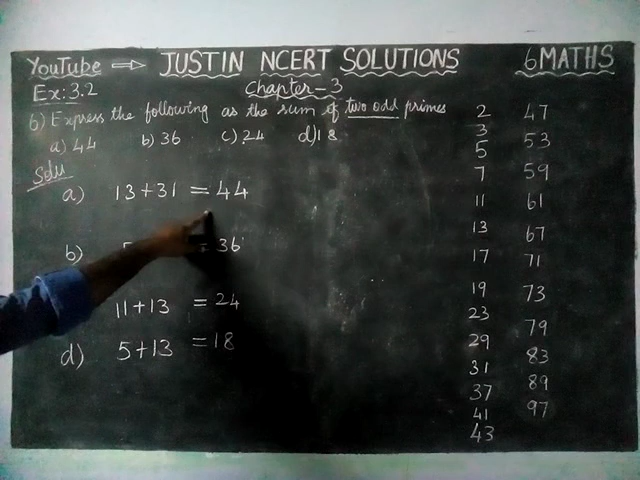 YouTube ⇒ JUSTIN NCERT SOLUTIONS 6MATHS
Ex:3.2 Chapter-3
6) Express the following as the sum of two odd primes
a) 44 b) 36 c) 24 d) 18
Solu
a) 13+31 = 44
b) 5 = 36
11+13 = 24
d) 5+13 = 18
2 47
3 53
5 59
7 61
11 67
13 71
17 73
19 79
23 83
29 89
31 97
37
41
43